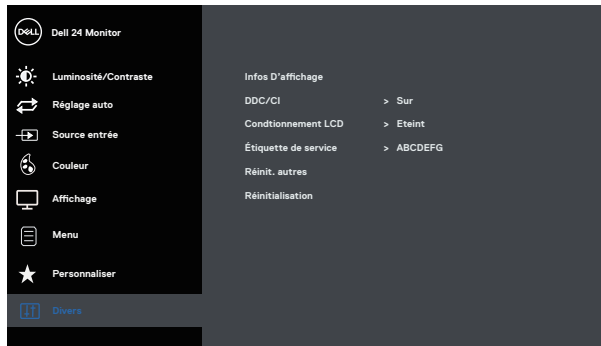 DELL Dell 24 Monitor
Luminosité/Contraste
Réglage auto
Source entrée
Couleur
Affichage
Menu
Personnaliser
Divers
Infos D'affichage
DDC/CI > Sur
Condtionnement LCD > Eteint
Étiquette de service > ABCDEFG
Réinit. autres
Réinitialisation